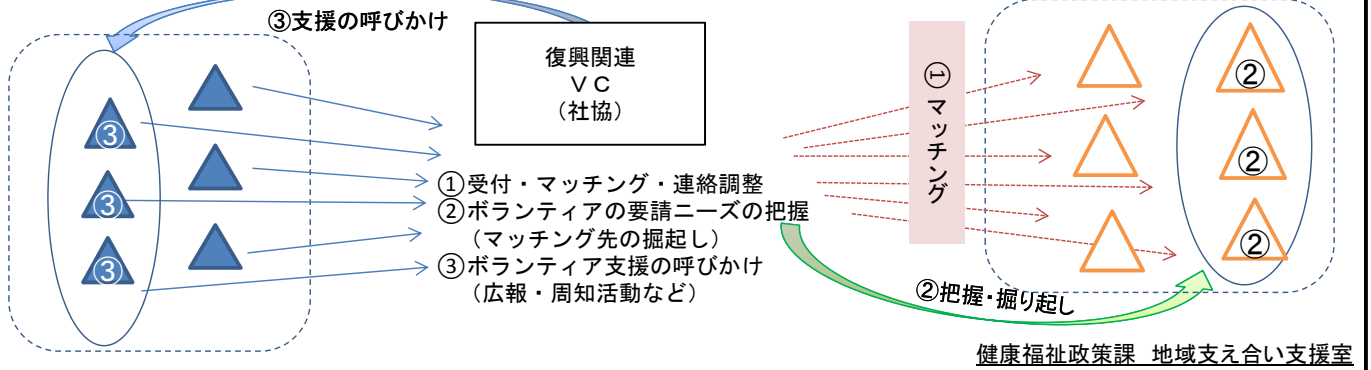 ③支援の呼びかけ
復興関連
ＶＣ
（社協）
③
③
③
①受付・マッチング・連絡調整
②ボランティアの要請ニーズの把握
（マッチング先の掘起し）
③ボランティア支援の呼びかけ
（広報・周知活動など）
①マッチング
②
②
②
②把握・掘り起し
健康福祉政策課　地域支え合い支援室